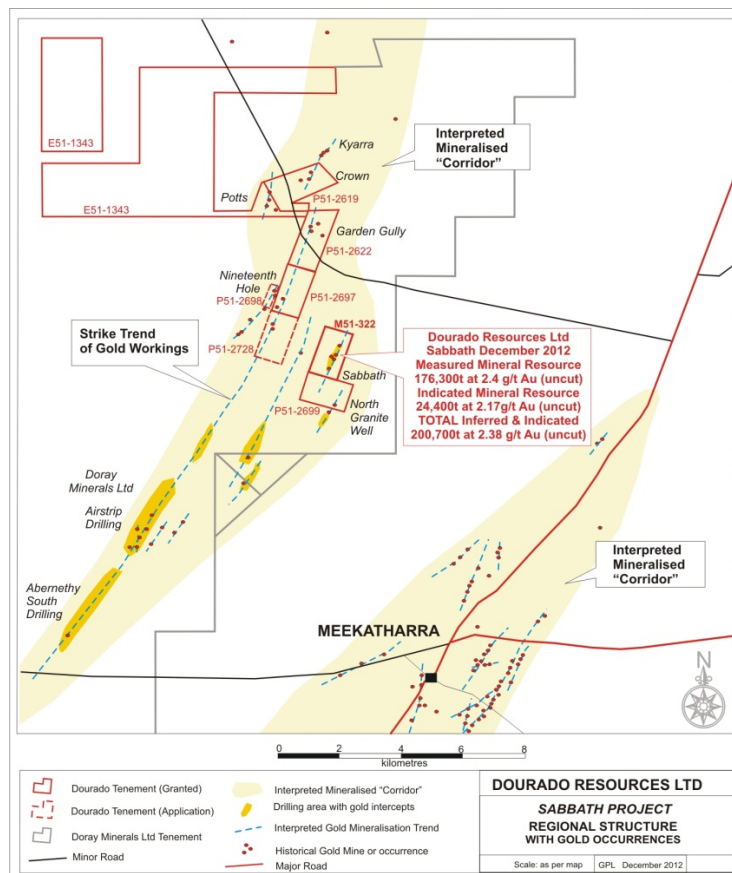 Kyarra
Interpreted
Mineralised
“Corridor”
E51-1343
Crown
Potts
P51-2619
E51-1343
Garden Gully
P51-2622
Nineteenth
Hole
P51-2698
P51-2697
M51-322
Strike Trend
of Gold Workings
P51-2728
Dourado Resources Ltd
Sabbath December 2012
Measured Mineral Resource
176,300t at 2.4 g/t Au (uncut)
Indicated Mineral Resource
24,400t at 2.17g/t Au (uncut)
TOTAL Inferred & Indicated
200,700t at 2.38 g/t Au (uncut)
Sabbath
P51-2699
North
Granite
Well
Doray
Minerals Ltd
Airstrip
Drilling
Interpreted
Mineralised
“Corridor”
Abernethy
South
Drilling
MEEKATHARRA
N
0 2 4 6 8
kilometres
Dourado Tenement (Granted)
Dourado Tenement (Application)
Doray Minerals Ltd Tenement
Minor Road
Interpreted Mineralised “Corridor”
Drilling area with gold intercepts
Interpreted Gold Mineralisation Trend
Historical Gold Mine or occurrence
Major Road
DOURADO RESOURCES LTD
SABBATH PROJECT
REGIONAL STRUCTURE
WITH GOLD OCCURRENCES
Scale: as per map GPL December 2012